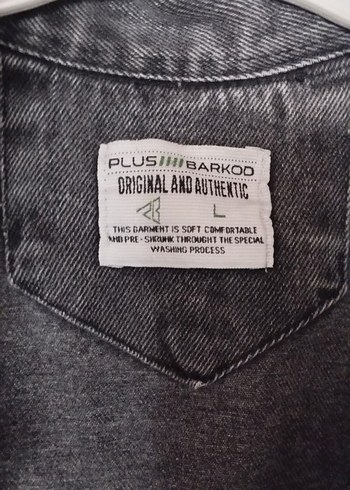 PLUS BARKOD
ORIGINAL AND AUTHENTIC
L
THIS GARMENT IS SOFT COMFORTABLE
AND PRE - SHRUNK THROUGHT THE SPECIAL
WASHING PROCESS